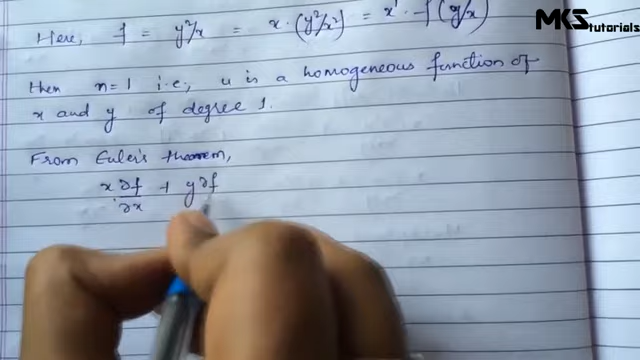 Here, f = y²/x = x · (y²/x²) = x¹ · f(y/x)
MKS tutorials
then n=1 i.e; u is a homogeneous function of
x and y of degree 1.
From Euler's theorem,
x ∂f/∂x + y ∂f